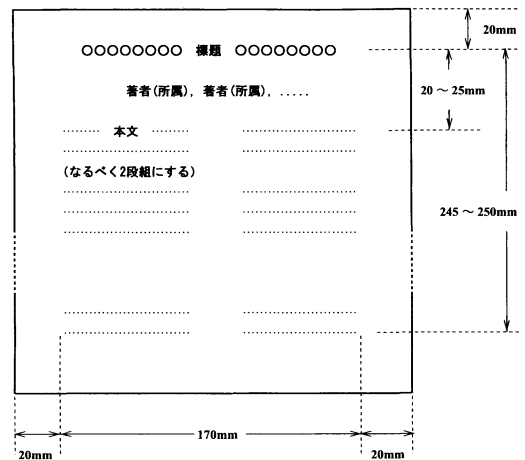 ○○○○○○○○ 標題 ○○○○○○○○
著者(所属), 著者(所属), .....
本文
(なるべく2段組にする)
20mm
20 ～ 25mm
245 ～ 250mm
20mm
170mm
20mm